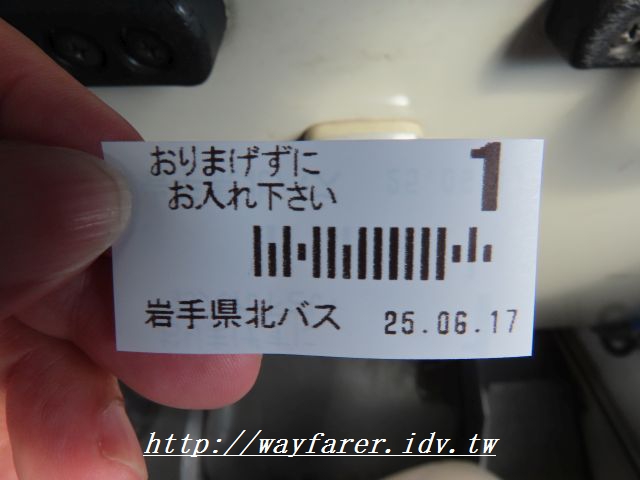 おりまげずに
お入れ下さい
1
岩手県北バス 25.06.17
http://wayfarer.idv.tw